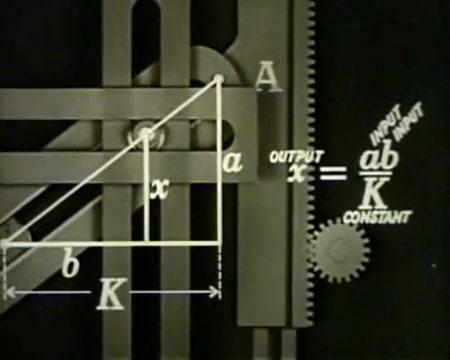 A
a
x
b
K
OUTPUT
INPUT
INPUT
x = ab
K
CONSTANT